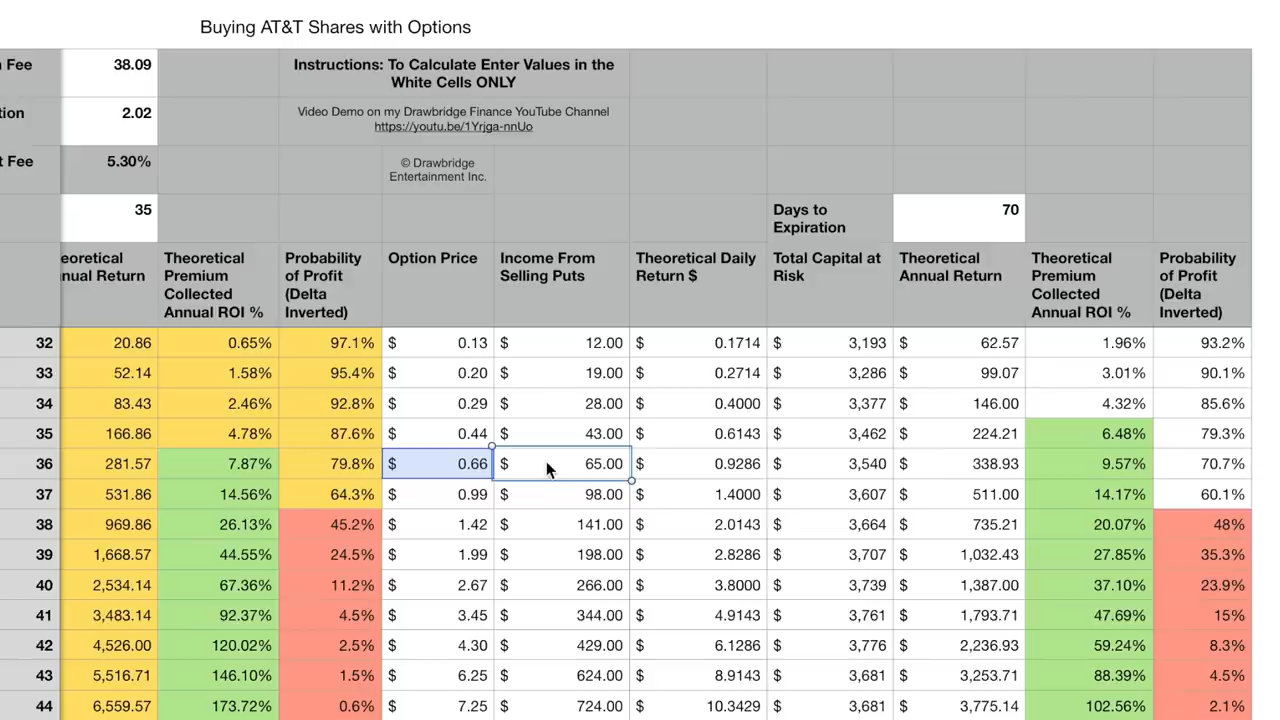 Buying AT&T Shares with Options
Fee 38.09 Instructions: To Calculate Enter Values in the
White Cells ONLY
2.02 Video Demo on my Drawbridge Finance YouTube Channel
https://youtu.be/1Yrjga-nnUo
Fee 5.30% © Drawbridge
Entertainment Inc.
35 Days to 70
Expiration
Theoretical Probability Option Price Income From Theoretical Daily Total Capital at Theoretical Theoretical Probability
Return Premium of Profit Selling Puts Return $ Risk Annual Return Premium of Profit
Collected (Delta Collected (Delta
Annual ROI % Inverted) Annual ROI % Inverted)
32 20.86 0.65% 97.1% $ 0.13 $ 12.00 $ 0.1714 $ 3,193 $ 62.57 1.96% 93.2%
33 52.14 1.58% 95.4% $ 0.20 $ 19.00 $ 0.2714 $ 3,286 $ 99.07 3.01% 90.1%
34 83.43 2.46% 92.8% $ 0.29 $ 28.00 $ 0.4000 $ 3,377 $ 146.00 4.32% 85.6%
35 166.86 4.78% 87.6% $ 0.44 $ 43.00 $ 0.6143 $ 3,462 $ 224.21 6.48% 79.3%
36 281.57 7.87% 79.8% $ 0.66 $ 65.00 $ 0.9286 $ 3,540 $ 338.93 9.57% 70.7%
37 531.86 14.56% 64.3% $ 0.99 $ 98.00 $ 1.4000 $ 3,607 $ 511.00 14.17% 60.1%
38 969.86 26.13% 45.2% $ 1.42 $ 141.00 $ 2.0143 $ 3,664 $ 735.21 20.07% 48%
39 1,668.57 44.55% 24.5% $ 1.99 $ 198.00 $ 2.8286 $ 3,707 $ 1,032.43 27.85% 35.3%
40 2,534.14 67.36% 11.2% $ 2.67 $ 266.00 $ 3.8000 $ 3,739 $ 1,387.00 37.10% 23.9%
41 3,483.14 92.37% 4.5% $ 3.45 $ 344.00 $ 4.9143 $ 3,761 $ 1,793.71 47.69% 15%
42 4,526.00 120.02% 2.5% $ 4.30 $ 429.00 $ 6.1286 $ 3,776 $ 2,236.93 59.24% 8.3%
43 5,516.71 146.10% 1.5% $ 6.25 $ 624.00 $ 8.9143 $ 3,681 $ 3,253.71 88.39% 4.5%
44 6,559.57 173.72% 0.6% $ 7.25 $ 724.00 $ 10.3429 $ 3,681 $ 3,775.14 102.56% 2.1%